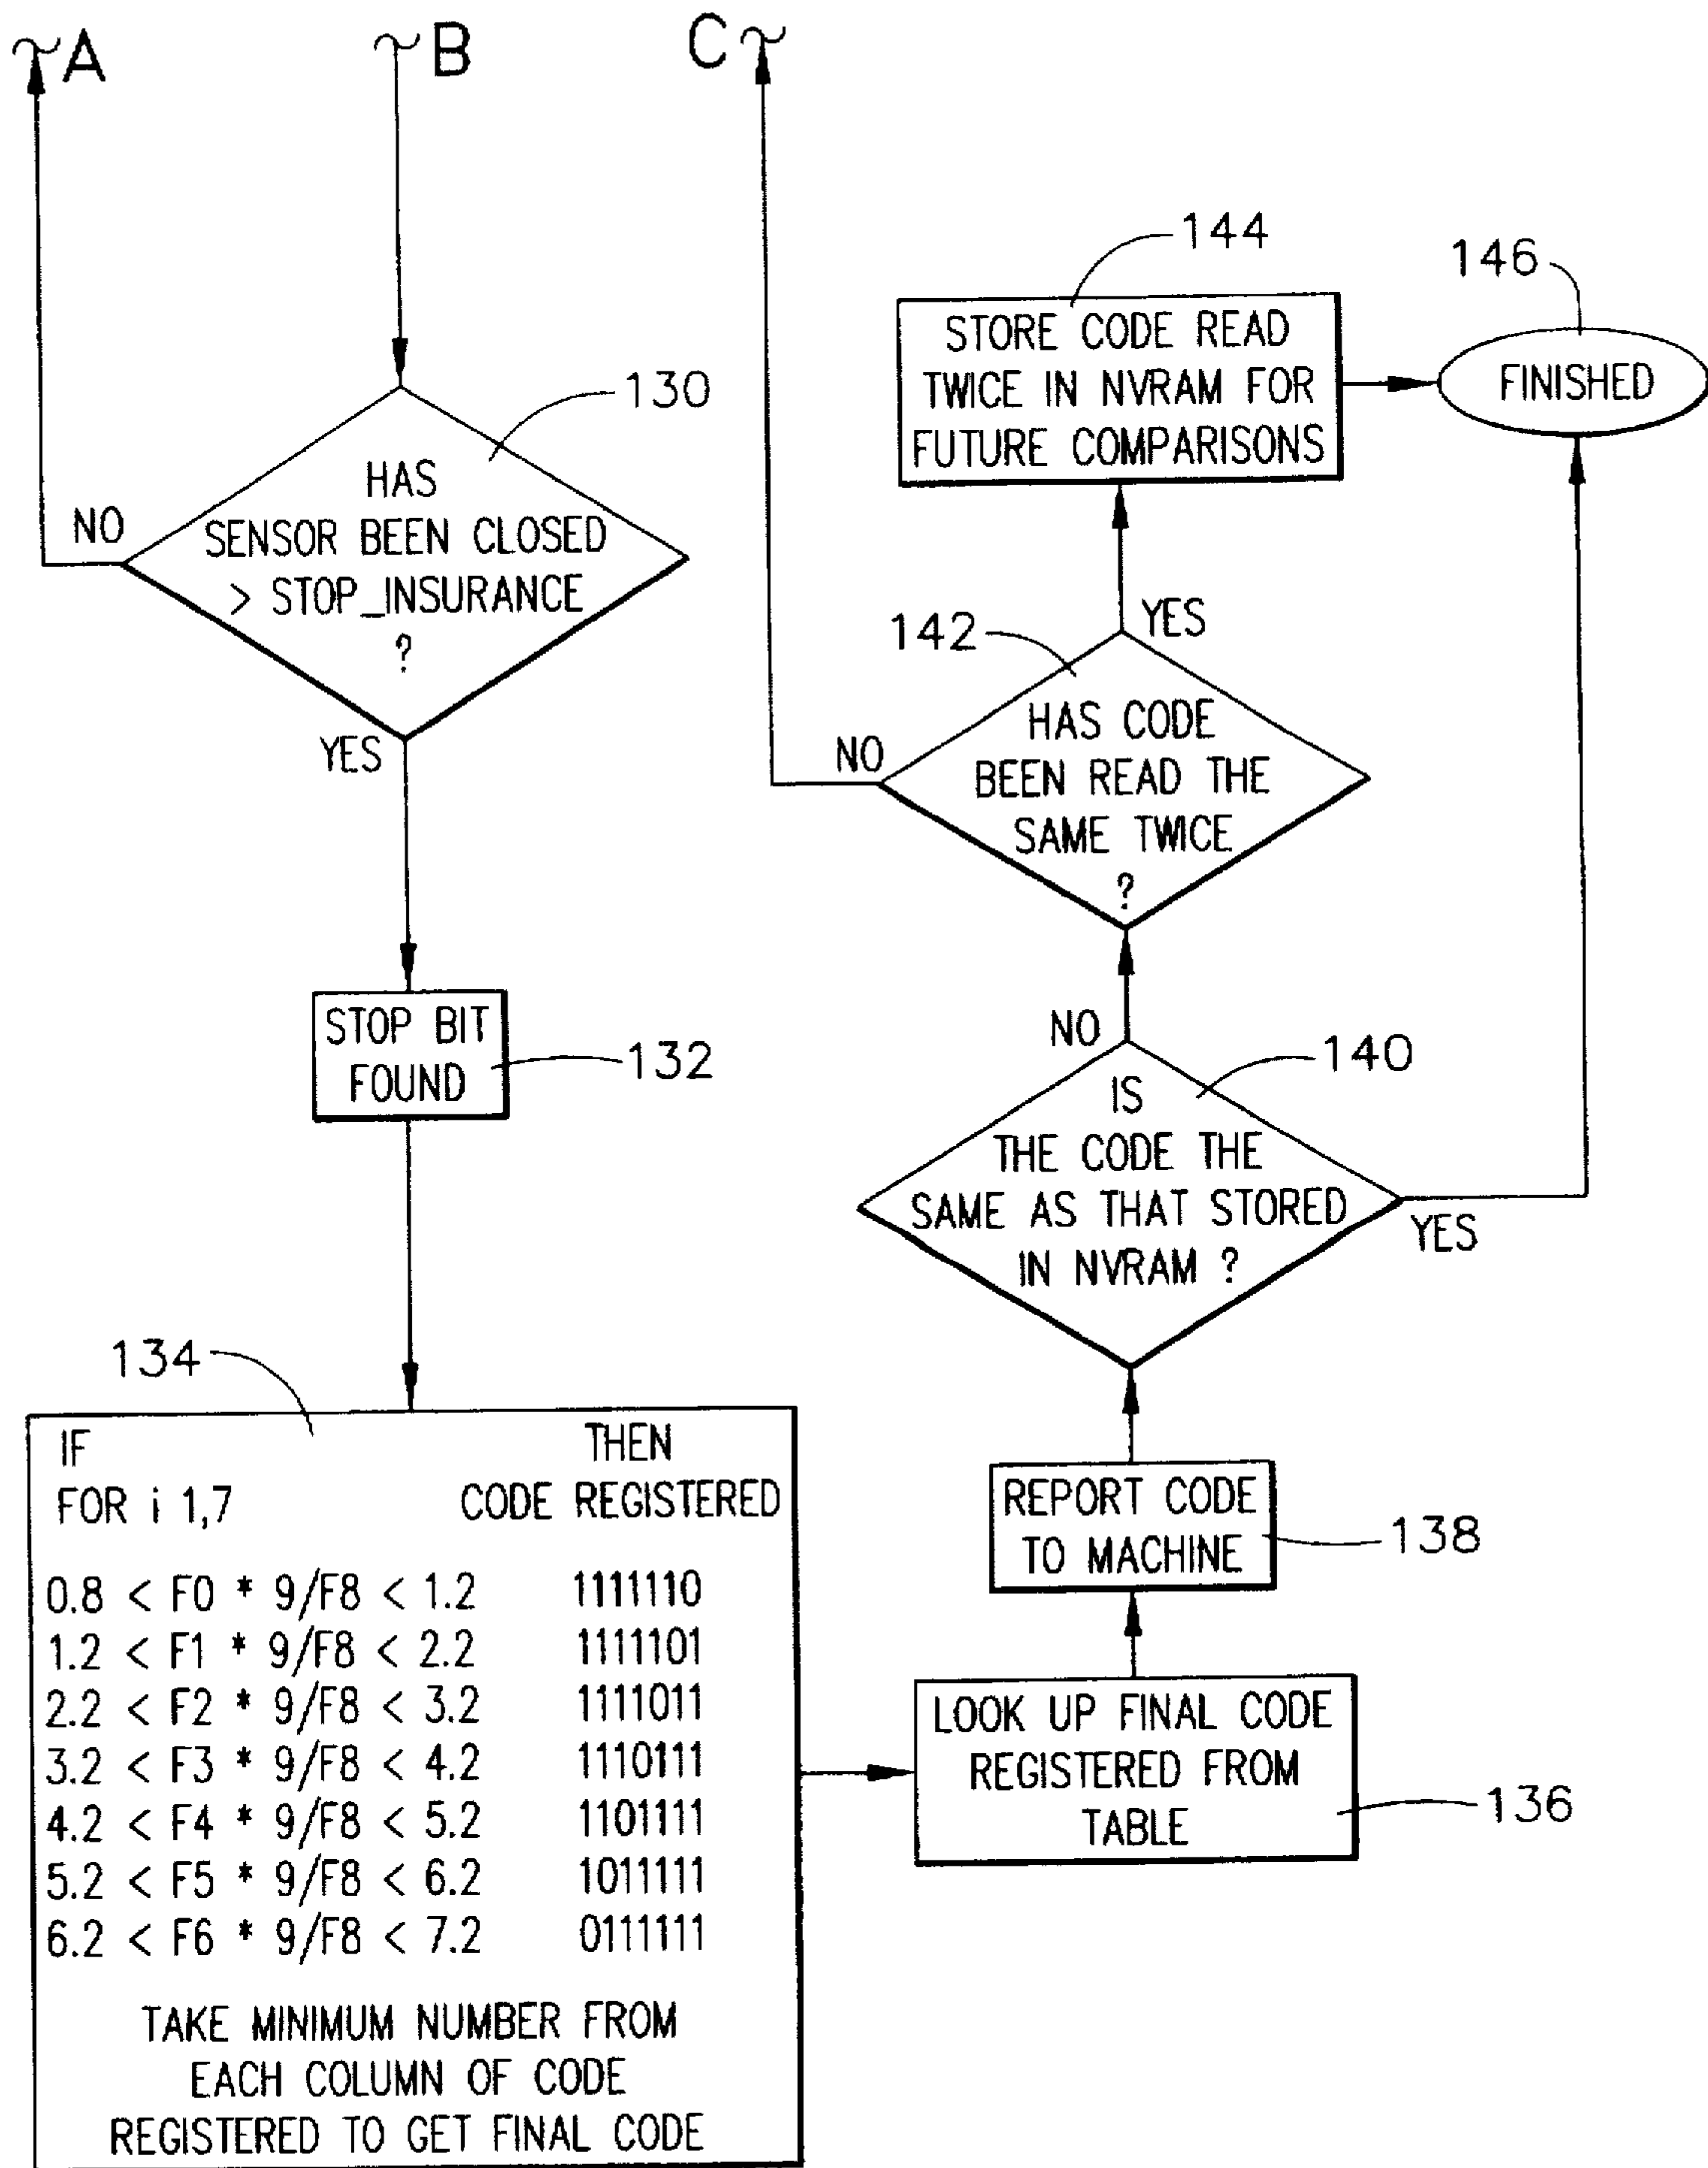 A
B
C
130
HAS
SENSOR BEEN CLOSED
> STOP_INSURANCE
?
NO
YES
STOP BIT
FOUND
132
134
IF THEN
FOR i 1,7 CODE REGISTERED
0.8 < F0 * 9/F8 < 1.2 1111110
1.2 < F1 * 9/F8 < 2.2 1111101
2.2 < F2 * 9/F8 < 3.2 1111011
3.2 < F3 * 9/F8 < 4.2 1110111
4.2 < F4 * 9/F8 < 5.2 1101111
5.2 < F5 * 9/F8 < 6.2 1011111
6.2 < F6 * 9/F8 < 7.2 0111111
TAKE MINIMUM NUMBER FROM
EACH COLUMN OF CODE
REGISTERED TO GET FINAL CODE
144
146
STORE CODE READ
TWICE IN NVRAM FOR
FUTURE COMPARISONS
FINISHED
YES
142
HAS CODE
BEEN READ THE
SAME TWICE
?
NO
NO
140
IS
THE CODE THE
SAME AS THAT STORED
IN NVRAM ?
YES
REPORT CODE
TO MACHINE
138
LOOK UP FINAL CODE
REGISTERED FROM
TABLE
136